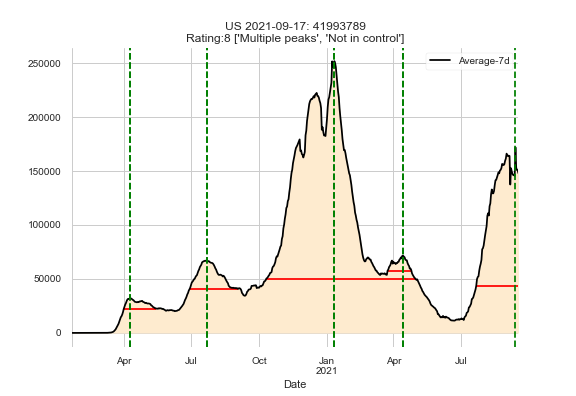 US 2021-09-17: 41993789
Rating:8 ['Multiple peaks', 'Not in control']
Average-7d
250000
200000
150000
100000
50000
0
Apr Jul Oct Jan Apr Jul
2021
Date